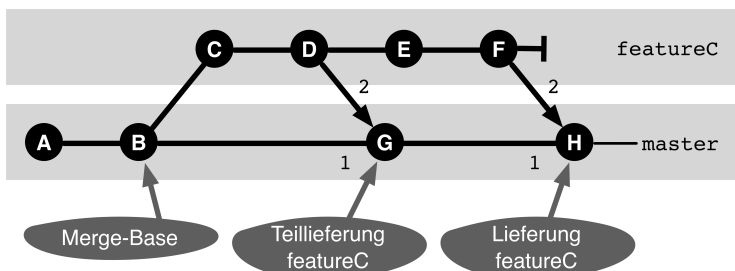 C D E F featureC
2 2
A B G H master
1 1
Merge-Base
Teillieferung
featureC
Lieferung
featureC